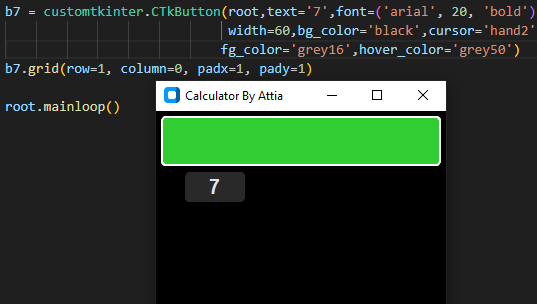 b7 = customtkinter.CTkButton(root,text='7',font=('arial', 20, 'bold')
width=60,bg_color='black',cursor='hand2'
fg_color='grey16',hover_color='grey50')
b7.grid(row=1, column=0, padx=1, pady=1)
root.mainloop()
Calculator By Attia
7